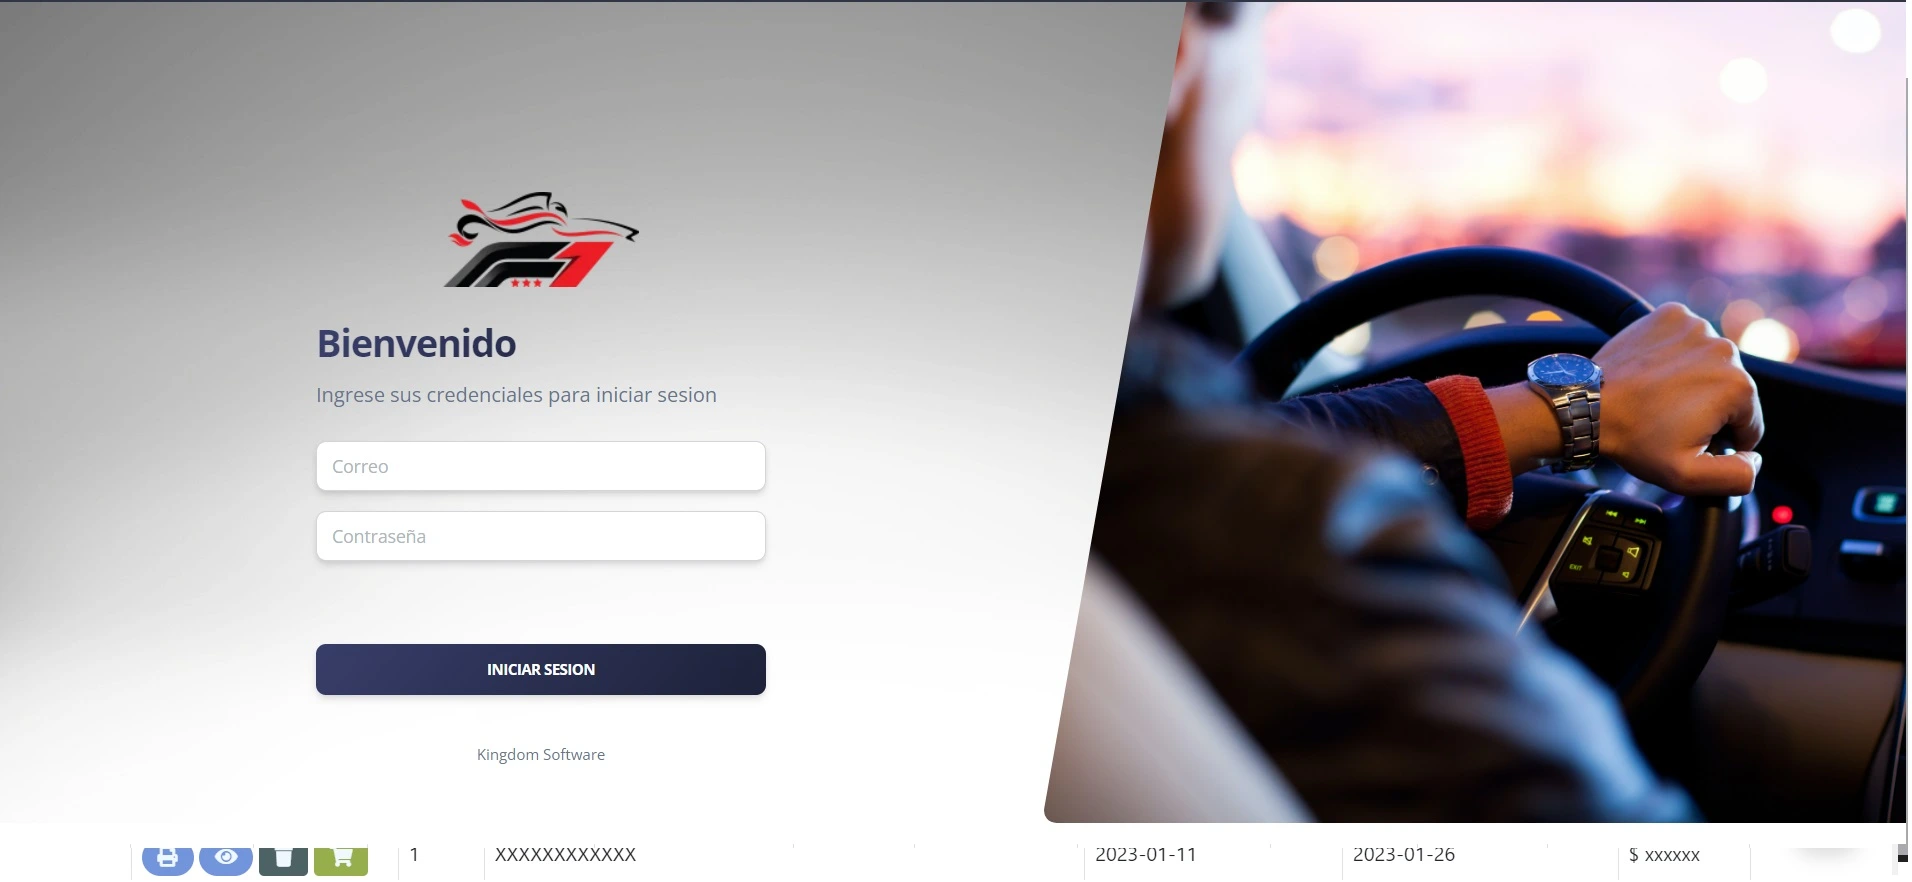 Bienvenido
Ingrese sus credenciales para iniciar sesion
Correo
Contraseña
INICIAR SESION
Kingdom Software
EXIT
1 XXXXXXXXXXXX 2023-01-11 2023-01-26 $ xxxxxx